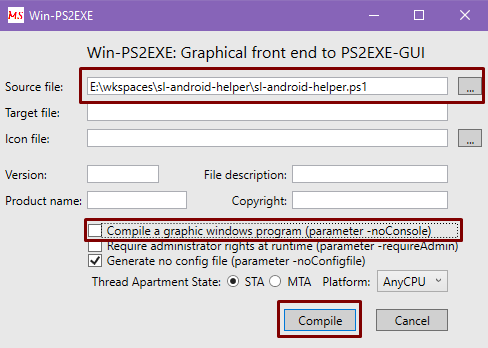 MS Win-PS2EXE
Win-PS2EXE: Graphical front end to PS2EXE-GUI
Source file: E:\wkspaces\sl-android-helper\sl-android-helper.ps1 ...
Target file:
Icon file: ...
Version: File description:
Product name: Copyright:
Compile a graphic windows program (parameter -noConsole)
Require administrator rights at runtime (parameter -requireAdmin)
Generate no config file (parameter -noConfigfile)
Thread Apartment State: STA MTA Platform: AnyCPU
Compile Cancel